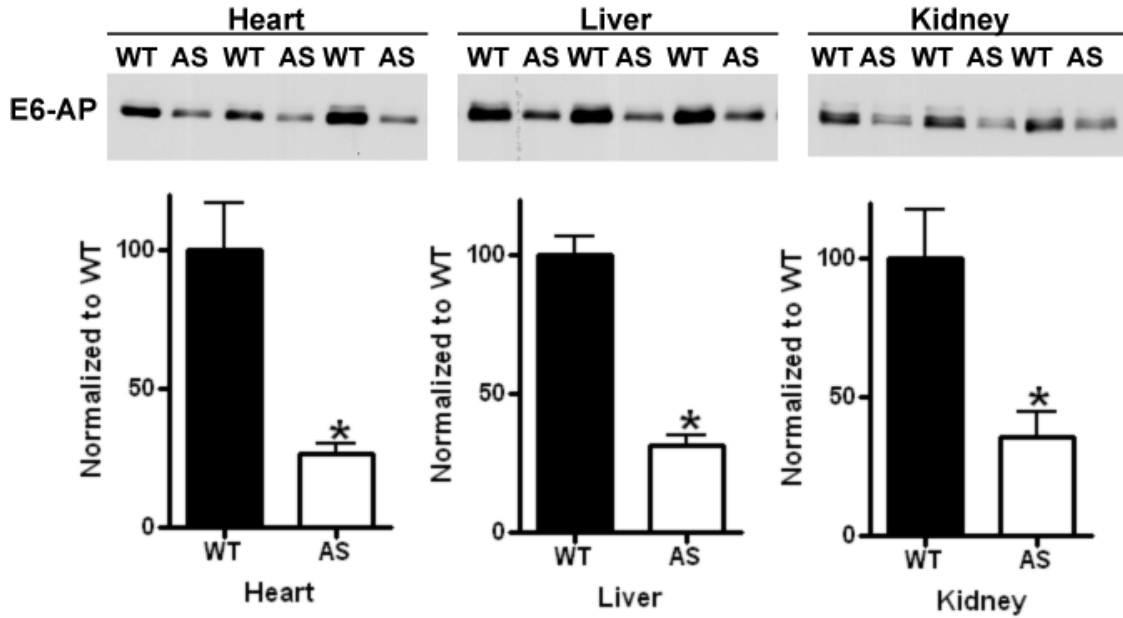 Heart Liver Kidney
WT AS WT AS WT AS WT AS WT AS WT AS WT AS WT AS WT AS
E6-AP
Normalized to WT
100
50
0
*
WT AS
Heart
Normalized to WT
100
50
0
*
WT AS
Liver
Normalized to WT
100
50
0
*
WT AS
Kidney